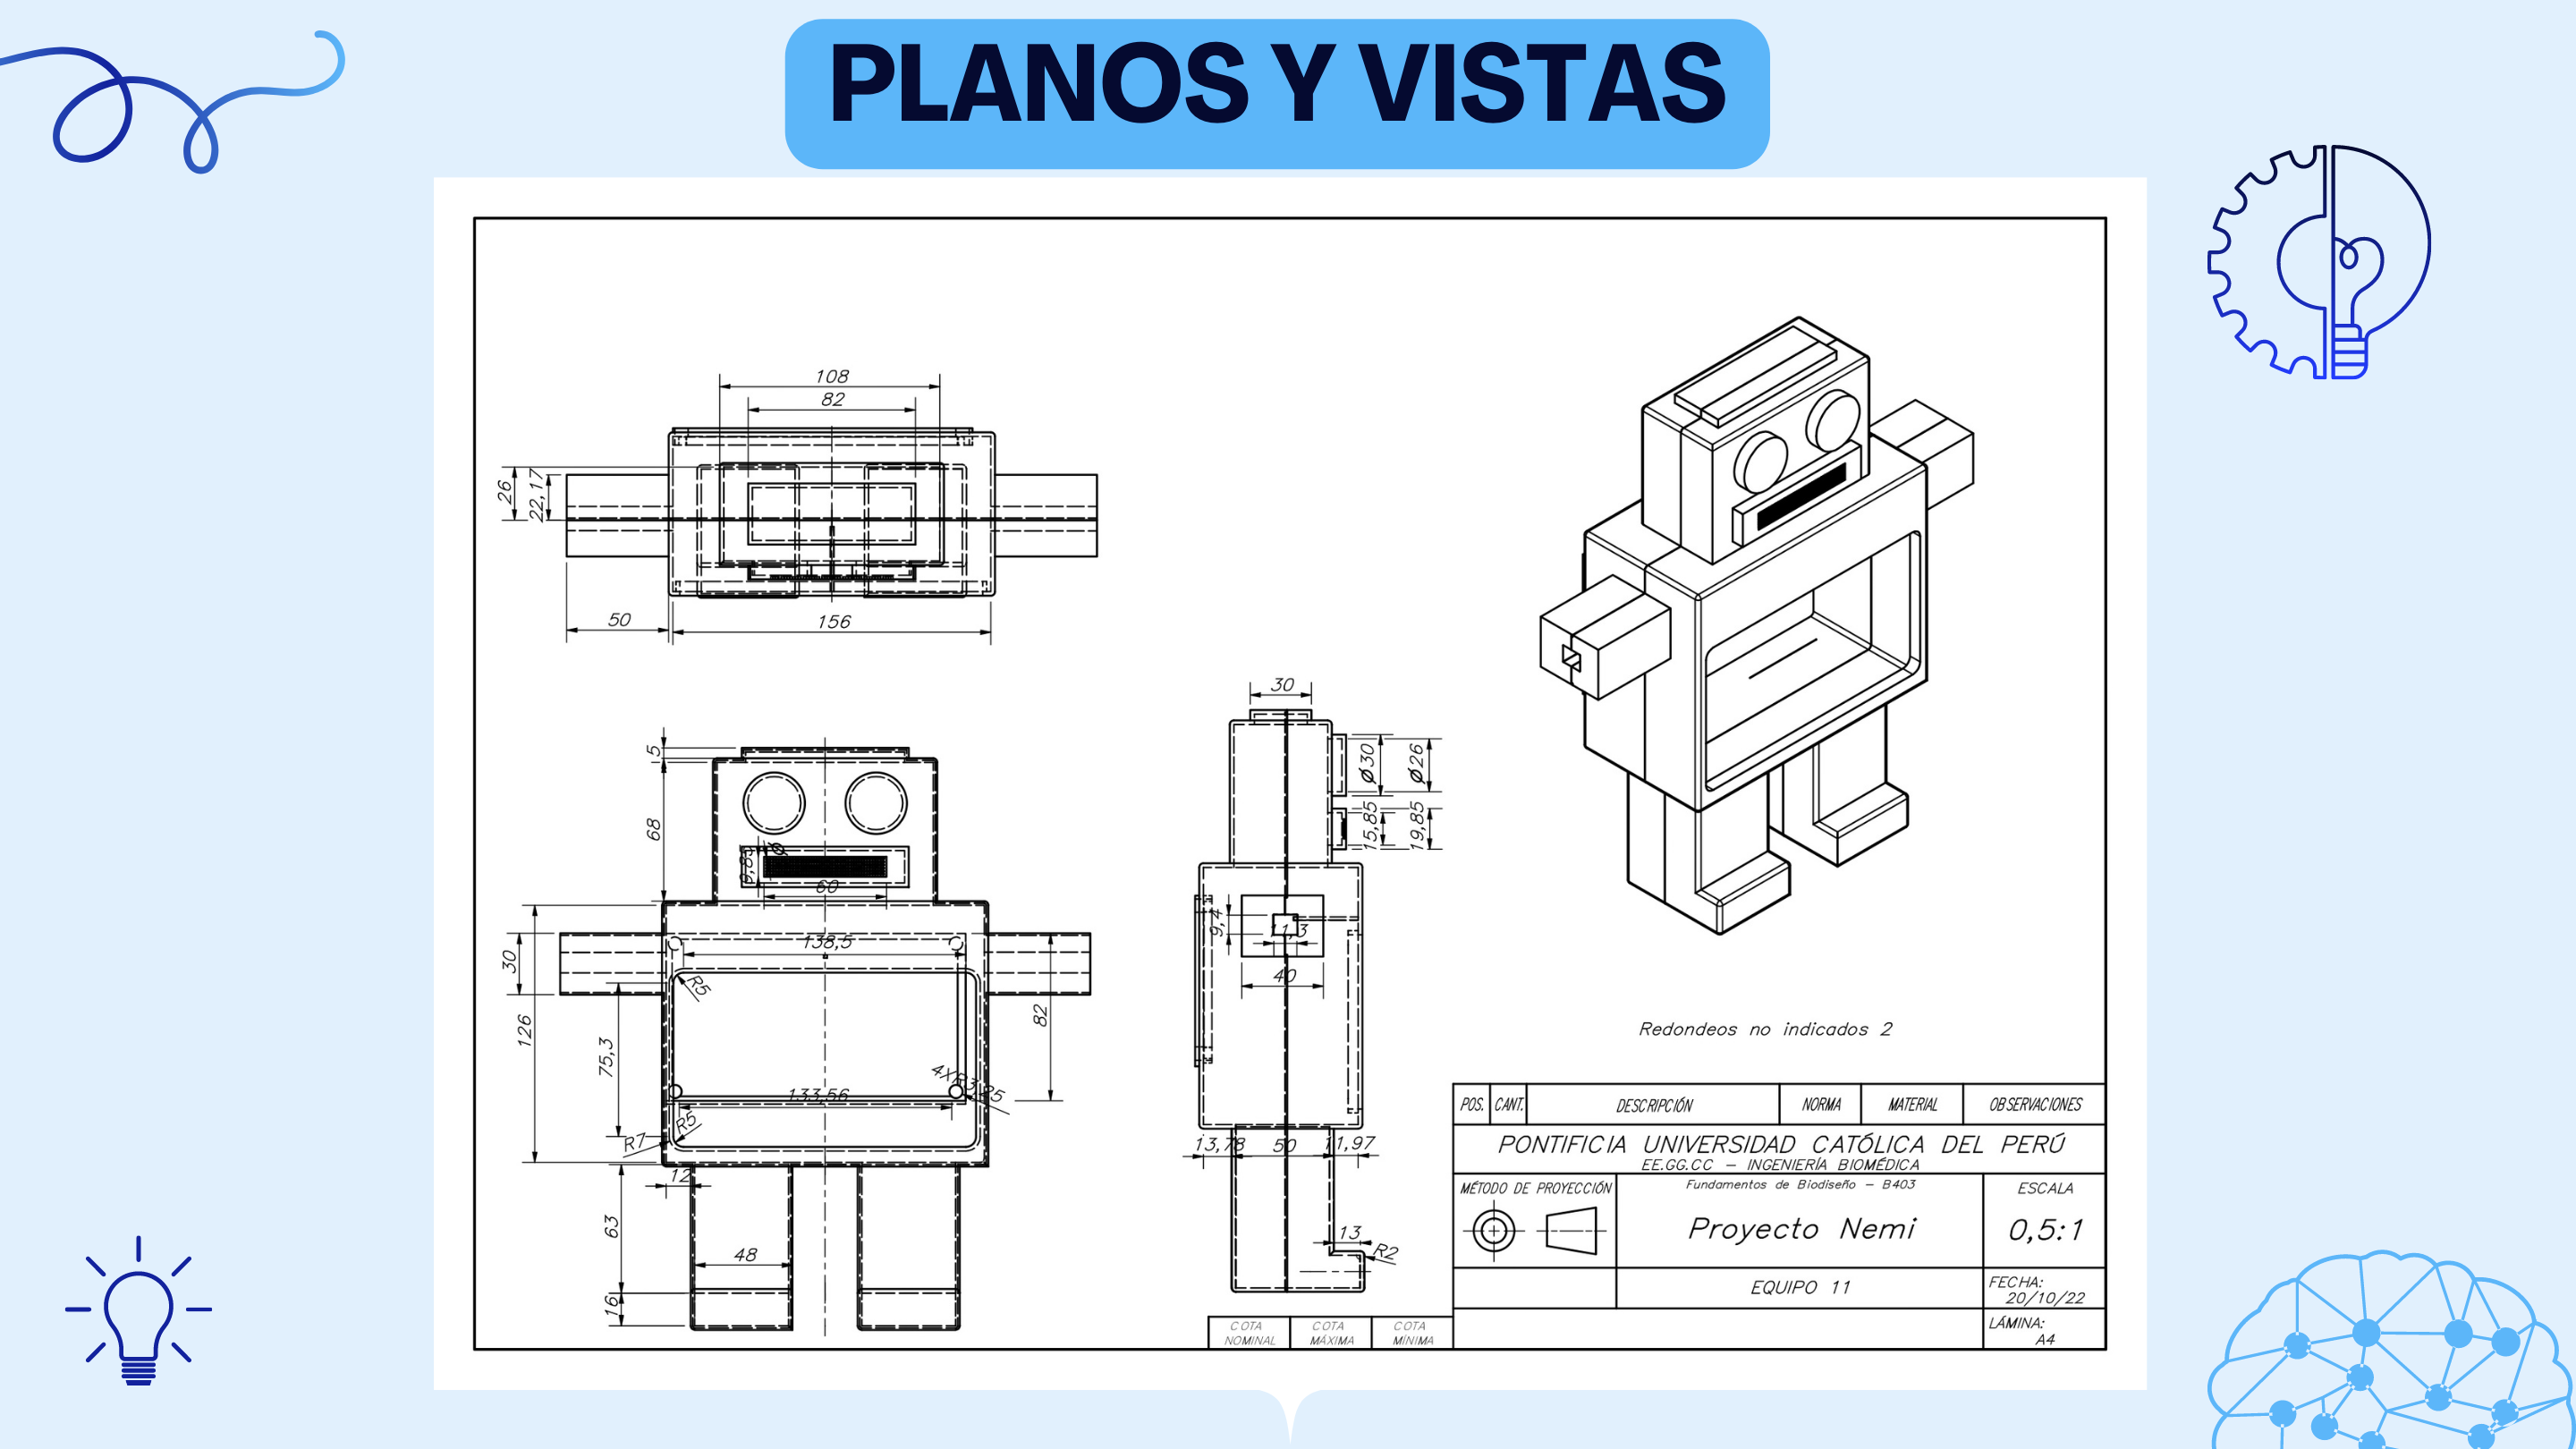 PLANOS Y VISTAS
108
82
26
22,17
50
156
30
5
68
9,85
60
Ø30
Ø26
15,85
19,85
138,5
30
126
R5
75,3
82
133,56
4XR3,25
R5
R7
12
63
48
16
9,4
11,3
40
13,78
50
11,97
13
R2
Redondeos no indicados 2
POS. CANT. DESCRIPCIÓN NORMA MATERIAL OBSERVACIONES
PONTIFICIA UNIVERSIDAD CATÓLICA DEL PERÚ
EE.GG.CC – INGENIERÍA BIOMÉDICA
MÉTODO DE PROYECCIÓN
Fundamentos de Biodiseño – B403
ESCALA
Proyecto Nemi
0,5:1
EQUIPO 11
FECHA:
20/10/22
LÁMINA:
A4
COTA NOMINAL
COTA MÁXIMA
COTA MÍNIMA